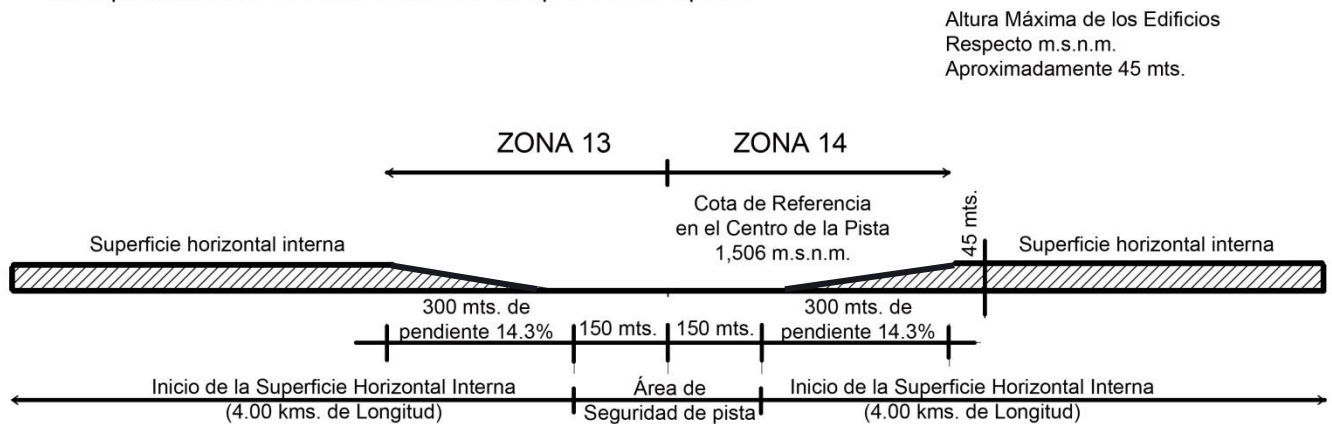 Altura Máxima de los Edificios
Respecto m.s.n.m.
Aproximadamente 45 mts.
ZONA 13
ZONA 14
Cota de Referencia
en el Centro de la Pista
1,506 m.s.n.m.
45 mts.
Superficie horizontal interna
Superficie horizontal interna
300 mts. de
pendiente 14.3%
150 mts.
150 mts.
300 mts. de
pendiente 14.3%
Inicio de la Superficie Horizontal Interna
(4.00 kms. de Longitud)
Área de
Seguridad de pista
Inicio de la Superficie Horizontal Interna
(4.00 kms. de Longitud)